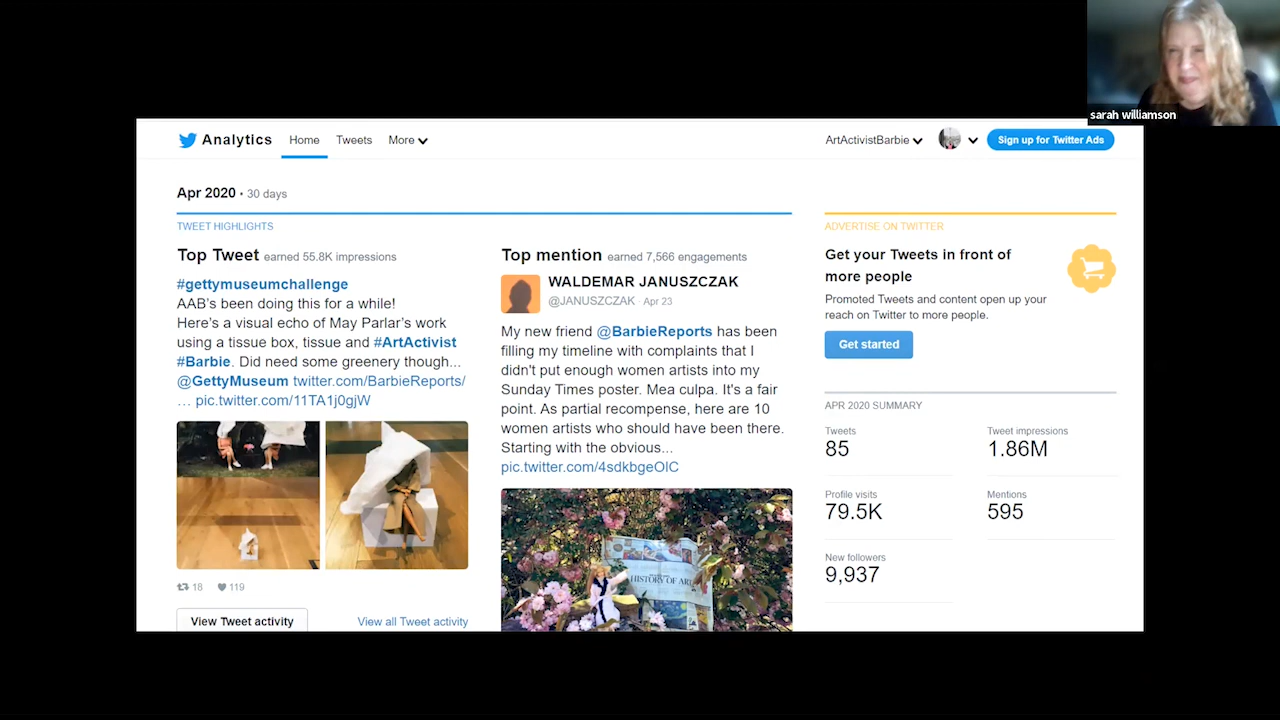 sarah williamson
Analytics
Home
Tweets
More
ArtActivistBarbie
Sign up for Twitter Ads
Apr 2020 • 30 days
TWEET HIGHLIGHTS
Top Tweet earned 55.8K impressions
#gettymuseumchallenge
AAB's been doing this for a while!
Here's a visual echo of May Parlar's work
using a tissue box, tissue and #ArtActivist
#Barbie. Did need some greenery though...
@GettyMuseum twitter.com/BarbieReports/
… pic.twitter.com/11TA1j0gjW
18
119
View Tweet activity
View all Tweet activity
Top mention earned 7,566 engagements
WALDEMAR JANUSZCZAK
@JANUSZCZAK · Apr 23
My new friend @BarbieReports has been
filling my timeline with complaints that I
didn't put enough women artists into my
Sunday Times poster. Mea culpa. It's a fair
point. As partial recompense, here are 10
women artists who should have been there.
Starting with the obvious...
pic.twitter.com/4sdkbgeOIC
HISTORY OF ART
ADVERTISE ON TWITTER
Get your Tweets in front of
more people
Promoted Tweets and content open up your
reach on Twitter to more people.
Get started
APR 2020 SUMMARY
Tweets
85
Tweet impressions
1.86M
Profile visits
79.5K
Mentions
595
New followers
9,937